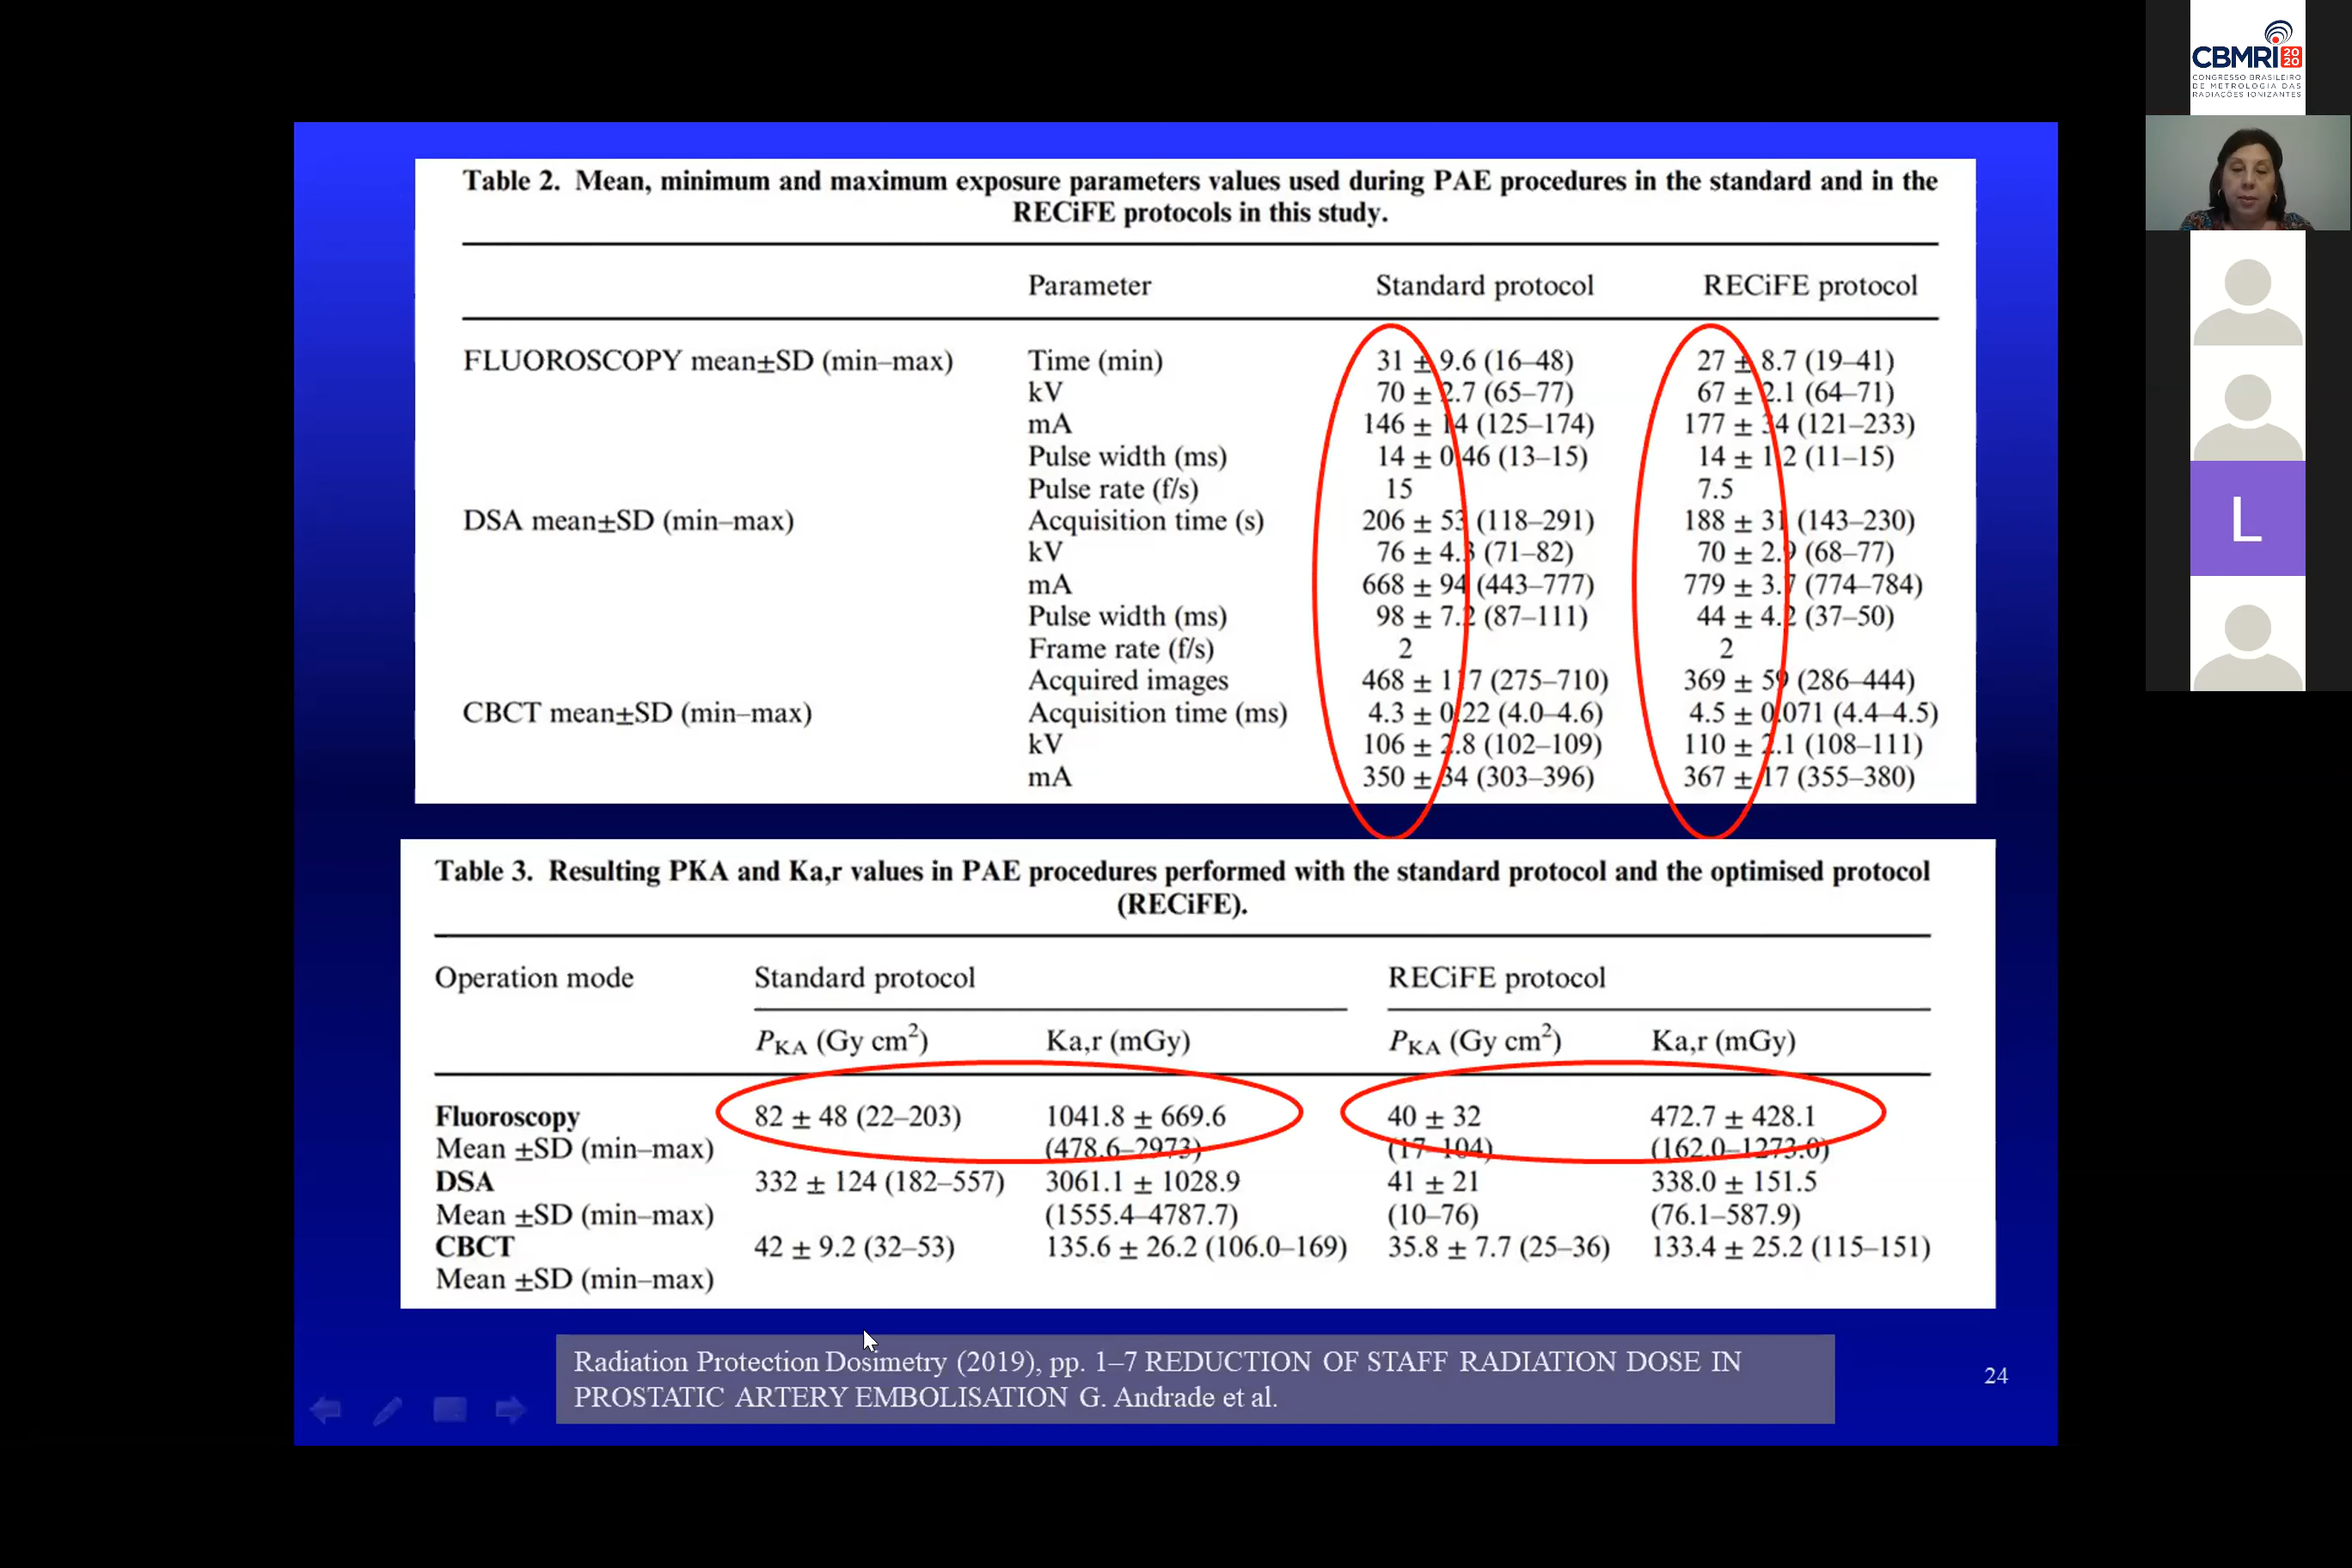 CBMRI 20 20
CONGRESSO BRASILEIRO
DE METROLOGIA DAS
RADIAÇÕES IONIZANTES
L
Table 2. Mean, minimum and maximum exposure parameters values used during PAE procedures in the standard and in the
RECiFE protocols in this study.
Parameter Standard protocol RECiFE protocol
FLUOROSCOPY mean±SD (min–max) Time (min) 31 ± 9.6 (16–48) 27 ± 8.7 (19–41)
kV 70 ± 2.7 (65–77) 67 ± 2.1 (64–71)
mA 146 ± 14 (125–174) 177 ± 34 (121–233)
Pulse width (ms) 14 ± 0.46 (13–15) 14 ± 1.2 (11–15)
Pulse rate (f/s) 15 7.5
DSA mean±SD (min–max) Acquisition time (s) 206 ± 53 (118–291) 188 ± 31 (143–230)
kV 76 ± 4.3 (71–82) 70 ± 2.9 (68–77)
mA 668 ± 94 (443–777) 779 ± 3.7 (774–784)
Pulse width (ms) 98 ± 7.2 (87–111) 44 ± 4.2 (37–50)
Frame rate (f/s) 2 2
Acquired images 468 ± 117 (275–710) 369 ± 59 (286–444)
CBCT mean±SD (min–max) Acquisition time (ms) 4.3 ± 0.22 (4.0–4.6) 4.5 ± 0.071 (4.4–4.5)
kV 106 ± 2.8 (102–109) 110 ± 2.1 (108–111)
mA 350 ± 34 (303–396) 367 ± 17 (355–380)
Table 3. Resulting PKA and Ka,r values in PAE procedures performed with the standard protocol and the optimised protocol
(RECiFE).
Operation mode Standard protocol RECiFE protocol
PKA (Gy cm²) Ka,r (mGy) PKA (Gy cm²) Ka,r (mGy)
Fluoroscopy 82 ± 48 (22–203) 1041.8 ± 669.6 40 ± 32 472.7 ± 428.1
Mean ±SD (min–max) (478.6–2973) (17–104) (162.0–1273.0)
DSA 332 ± 124 (182–557) 3061.1 ± 1028.9 41 ± 21 338.0 ± 151.5
Mean ±SD (min–max) (1555.4–4787.7) (10–76) (76.1–587.9)
CBCT 42 ± 9.2 (32–53) 135.6 ± 26.2 (106.0–169) 35.8 ± 7.7 (25–36) 133.4 ± 25.2 (115–151)
Mean ±SD (min–max)
Radiation Protection Dosimetry (2019), pp. 1–7 REDUCTION OF STAFF RADIATION DOSE IN
PROSTATIC ARTERY EMBOLISATION G. Andrade et al.
24